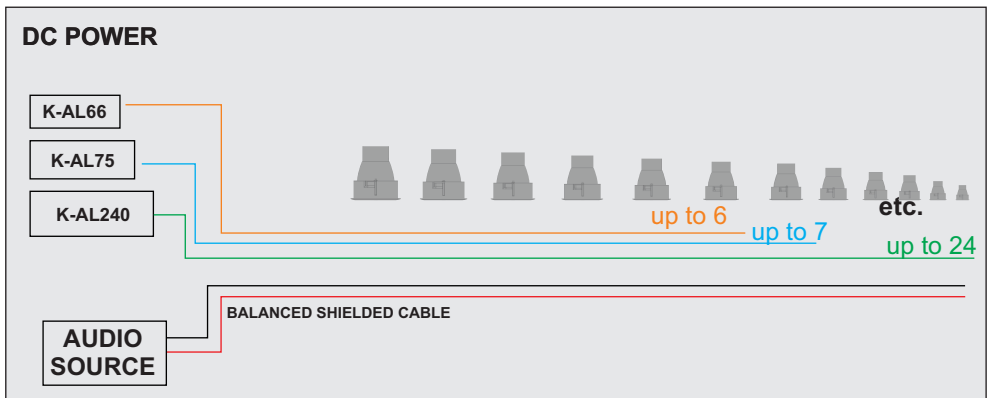 DC POWER
K-AL66
K-AL75
K-AL240
etc.
up to 6
up to 7
up to 24
BALANCED SHIELDED CABLE
AUDIO
SOURCE